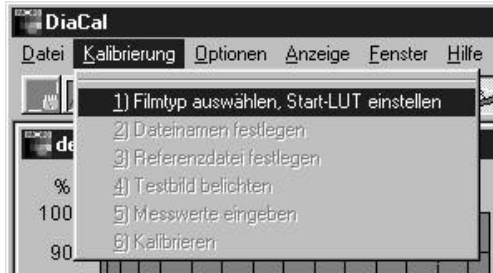 DiaCal
Datei Kalibrierung Optionen Anzeige Fenster Hilfe
1) Filmtyp auswählen, Start-LUT einstellen
2) Dateinamen festlegen
3) Referenzdatei festlegen
4) Testbild belichten
5) Messwerte eingeben
6) Kalibrieren
de
%
100
90